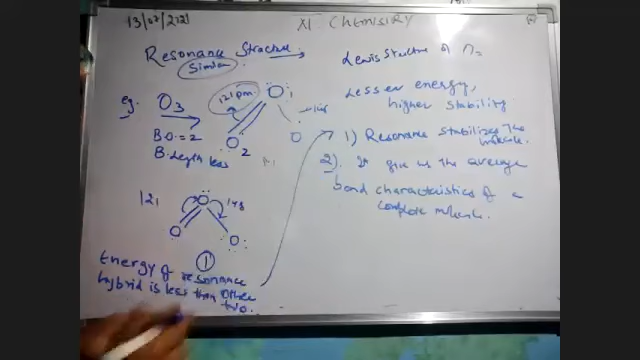 13/07/2021
XI Chemistry
Resonance Structure
Similar
eg. O3
B.O. = 2
B. length less
121 pm
O1
O
O2
121
148
O
O
O
1
Energy of resonance
hybrid is less than other
two.
Lewis Structure of
Lesser energy,
higher stability
1) Resonance stabilizes the
molecule.
2) It give us the average
bond characteristics of a
complete molecule.